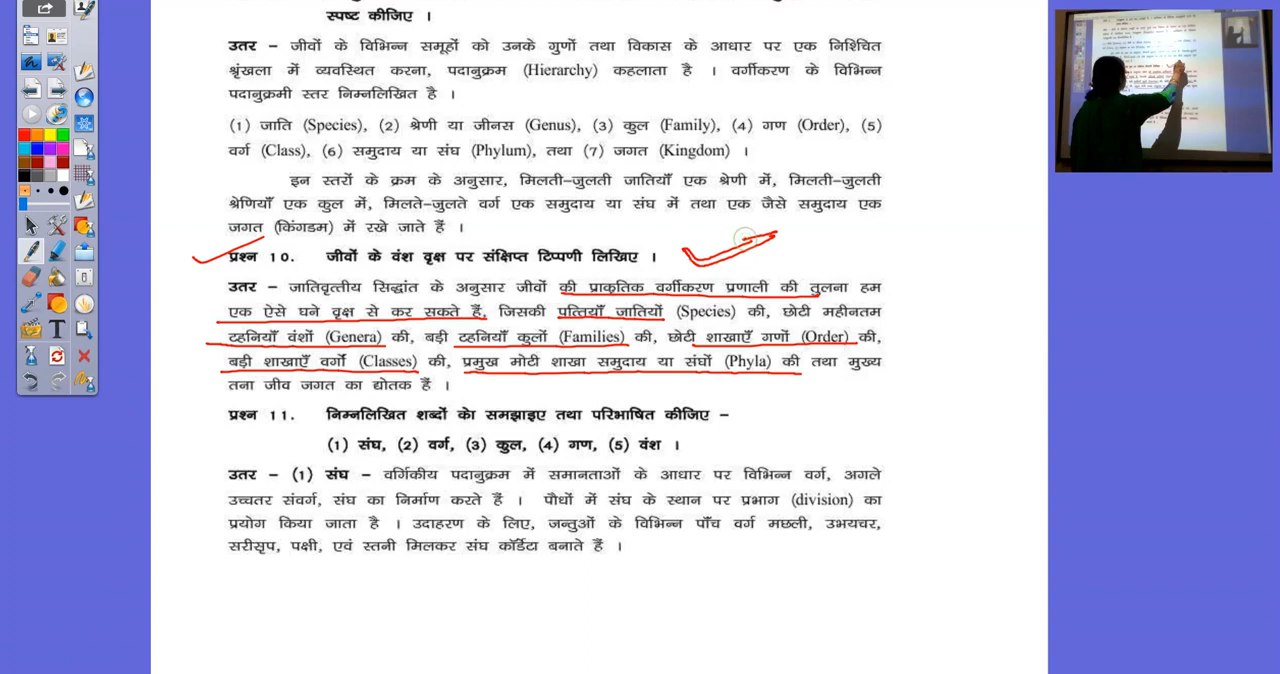 स्पष्ट कीजिए ।
उतर – जीवों के विभिन्न समूहों को उनके गुणों तथा विकास के आधार पर एक निश्चित
श्रृंखला में व्यवस्थित करना, पदानुक्रम (Hierarchy) कहलाता है । वर्गीकरण के विभिन्न
पदानुक्रमी स्तर निम्नलिखित है ।
(1) जाति (Species), (2) श्रेणी या जीनस (Genus), (3) कुल (Family), (4) गण (Order), (5)
वर्ग (Class), (6) समुदाय या संघ (Phylum), तथा (7) जगत (Kingdom) ।
इन स्तरों के क्रम के अनुसार, मिलती–जुलती जातियाँ एक श्रेणी में, मिलती–जुलती
श्रेणियाँ एक कुल में, मिलते–जुलते वर्ग एक समुदाय या संघ में तथा एक जैसे समुदाय एक
जगत (किंगडम) में रखे जाते हैं ।
प्रश्न 10. जीवों के वंश वृक्ष पर संक्षिप्त टिप्पणी लिखिए ।
उतर – जातिवृत्तीय सिद्धांत के अनुसार जीवों की प्राकृतिक वर्गीकरण प्रणाली की तुलना हम
एक ऐसे घने वृक्ष से कर सकते हैं, जिसकी पत्तियाँ जातियों (Species) की, छोटी महीनतम
टहनियाँ वंशों (Genera) की, बड़ी टहनियाँ कुलों (Families) की, छोटी शाखाएँ गणों (Order) की,
बड़ी शाखाएँ वर्गो (Classes) की, प्रमुख मोटी शाखा समुदाय या संघों (Phyla) की तथा मुख्य
तना जीव जगत का द्योतक हैं ।
प्रश्न 11. निम्नलिखित शब्दों केा समझाइए तथा परिभाषित कीजिए –
(1) संघ, (2) वर्ग, (3) कुल, (4) गण, (5) वंश ।
उतर – (1) संघ – वर्गिकीय पदानुक्रम में समानताओं के आधार पर विभिन्न वर्ग, अगले
उच्चतर संवर्ग, संघ का निर्माण करते हैं । पौधों में संघ के स्थान पर प्रभाग (division) का
प्रयोग किया जाता है । उदाहरण के लिए, जन्तुओं के विभिन्न पाँच वर्ग मछली, उभयचर,
सरीसृप, पक्षी, एवं स्तनी मिलकर संघ कॉर्डेटा बनाते हैं ।